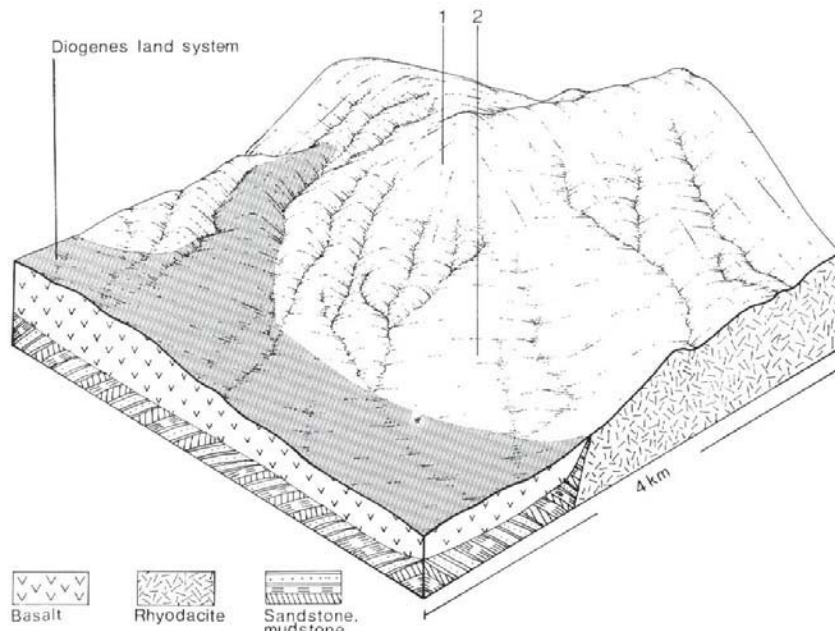 1 2
Diogenes land system
4 km
Basalt
Rhyodacite
Sandstone,
mudstone